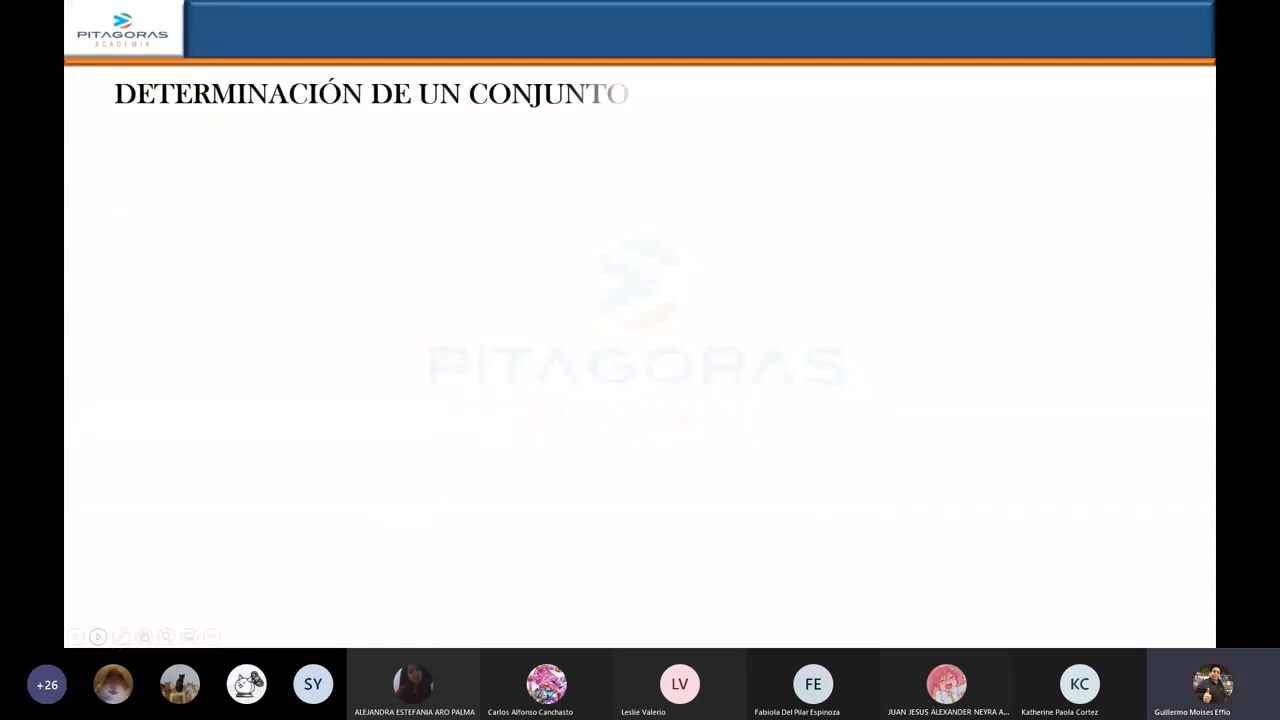 PITAGORAS
ACADEMIA
DETERMINACIÓN DE UN CONJUNTO
PITAGORAS
+26
SY
ALEJANDRA ESTEFANIA ARO PALMA
Carlos Alfonso Canchasto
LV
Leslie Valerio
FE
Fabiola Del Pilar Espinoza
JUAN JESUS ALEXANDER NEYRA A...
KC
Katherine Paola Cortez
Guillermo Moises Effio